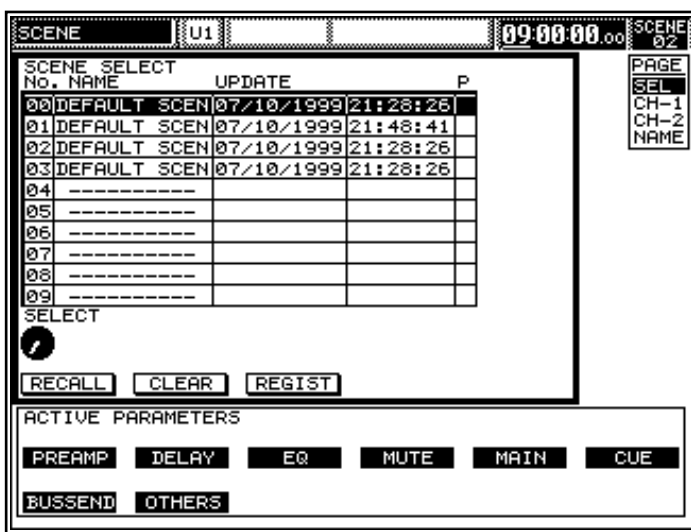 SCENE U1 09:00:00.00 SCENE 02
SCENE SELECT
No. NAME UPDATE P
00 DEFAULT SCEN 07/10/1999 21:28:26
01 DEFAULT SCEN 07/10/1999 21:48:41
02 DEFAULT SCEN 07/10/1999 21:28:26
03 DEFAULT SCEN 07/10/1999 21:28:26
04 ----------
05 ----------
06 ----------
07 ----------
08 ----------
09 ----------
SELECT
RECALL CLEAR REGIST
PAGE
SEL
CH-1
CH-2
NAME
ACTIVE PARAMETERS
PREAMP DELAY EQ MUTE MAIN CUE
BUSSEND OTHERS